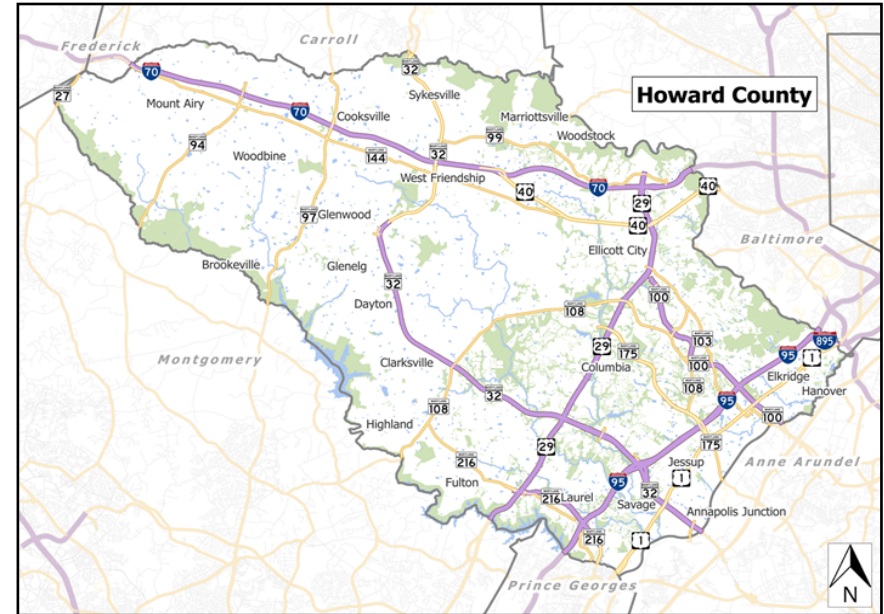 Frederick
Carroll
70
32
27
Mount Airy
Sykesville
70
Howard County
Cooksville
Marriottsville
94
99
Woodstock
Woodbine
144
32
West Friendship
40
70
40
29
97
Glenwood
40
Baltimore
Ellicott City
Brookeville
Glenelg
32
100
Dayton
108
103
895
Montgomery
29
175
95
1
Clarksville
Columbia
100
Elkridge
32
108
Hanover
108
95
100
Highland
29
175
216
Jessup
Anne Arundel
Fulton
95
1
216
Laurel
32
Savage
Annapolis Junction
216
1
Prince Georges
N